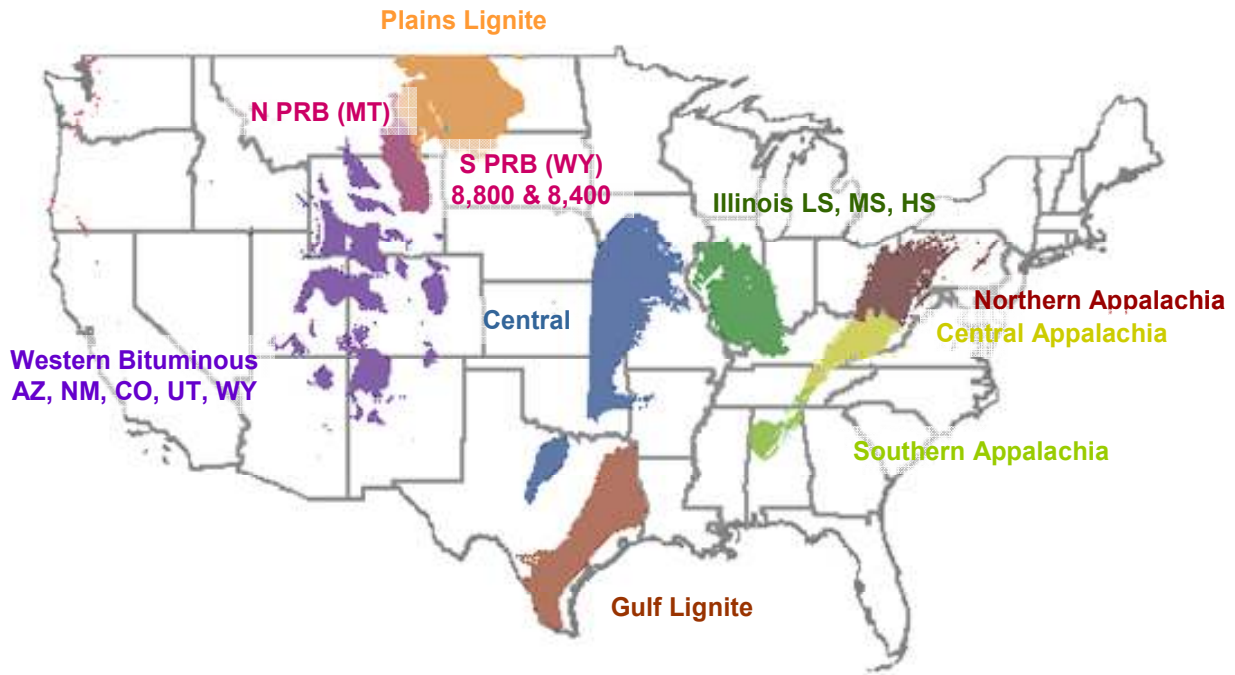 Plains Lignite
N PRB (MT)
S PRB (WY)
8,800 & 8,400
Illinois LS, MS, HS
Northern Appalachia
Central
Central Appalachia
Western Bituminous
AZ, NM, CO, UT, WY
Southern Appalachia
Gulf Lignite